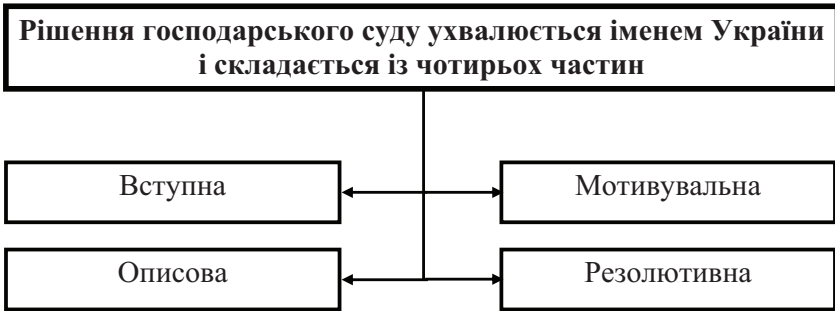 Рішення господарського суду ухвалюється іменем України
і складається із чотирьох частин
Вступна
Мотивувальна
Описова
Резолютивна